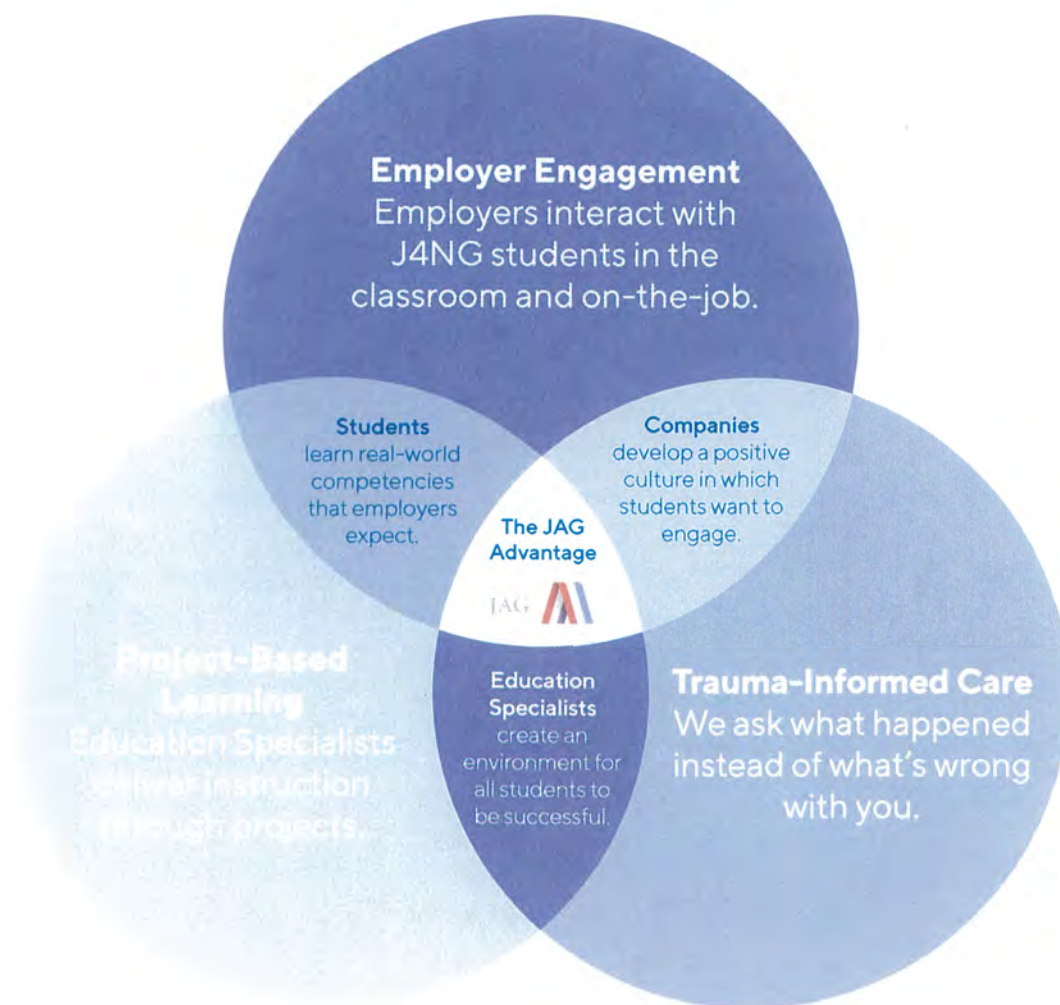 Employer Engagement
Employers interact with
J4NG students in the
classroom and on-the-job.
Students
learn real-world
competencies
that employers
expect.
Companies
develop a positive
culture in which
students want to
engage.
The JAG
Advantage
JAG
Project-Based
Learning
Education Specialists
deliver instruction
through projects.
Education
Specialists
create an
environment for
all students to
be successful.
Trauma-Informed Care
We ask what happened
instead of what's wrong
with you.